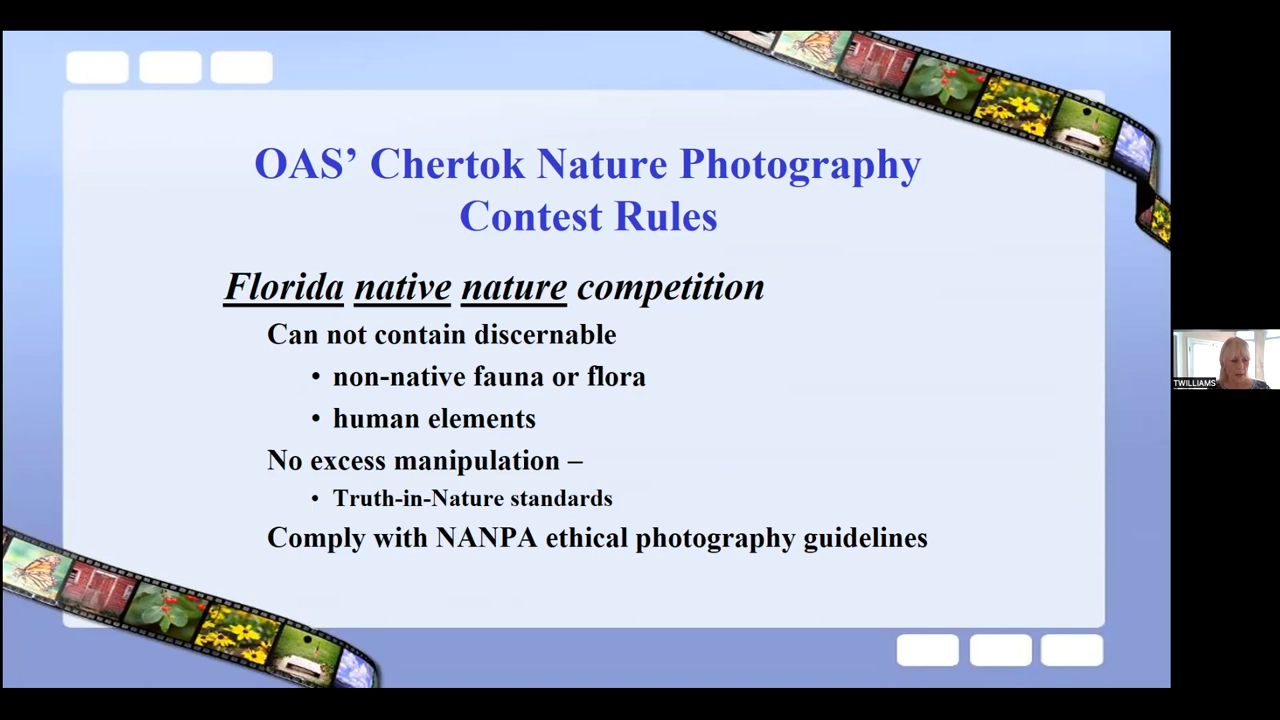 OAS’ Chertok Nature Photography
Contest Rules
Florida native nature competition
Can not contain discernable
• non-native fauna or flora
• human elements
No excess manipulation –
• Truth-in-Nature standards
Comply with NANPA ethical photography guidelines
TWILLIAMS